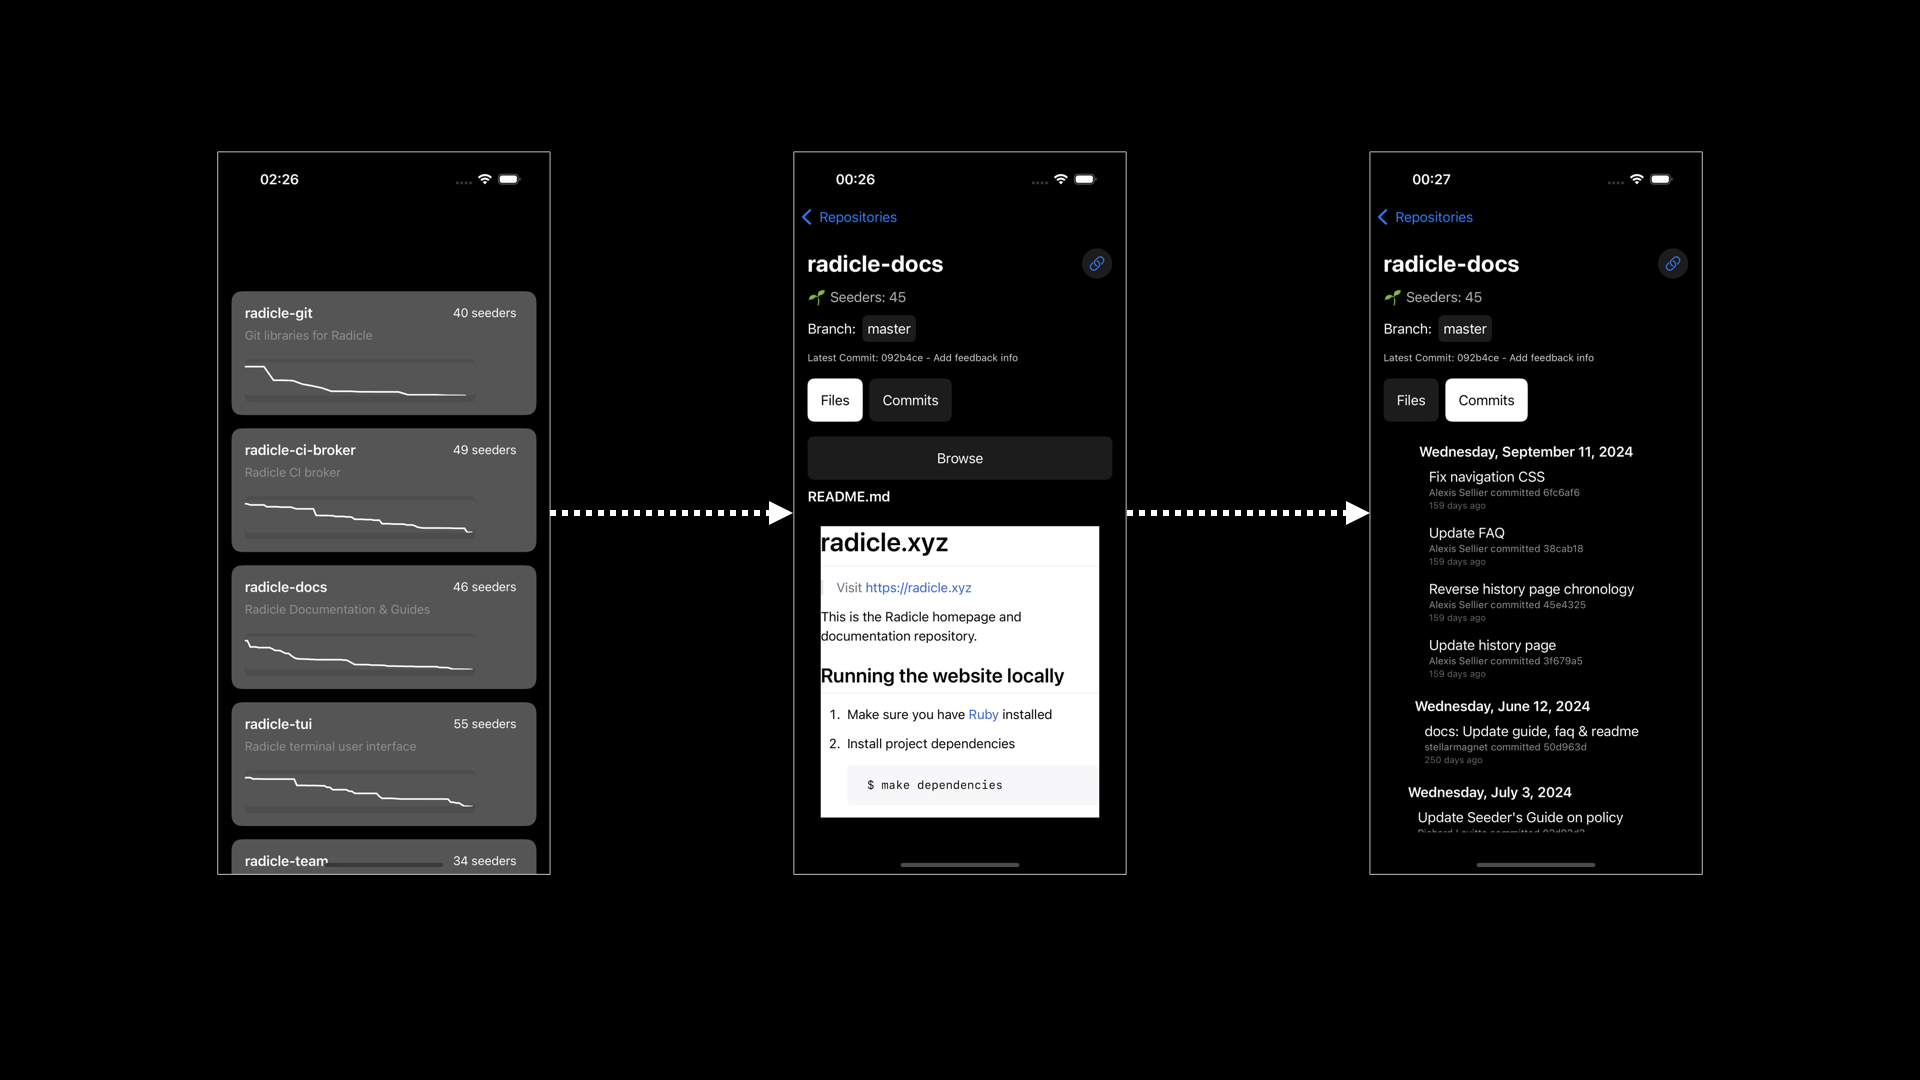 02:26
radicle-git
40 seeders
Git libraries for Radicle
radicle-ci-broker
49 seeders
Radicle CI broker
radicle-docs
46 seeders
Radicle Documentation & Guides
radicle-tui
55 seeders
Radicle terminal user interface
radicle-team
34 seeders
00:26
Repositories
radicle-docs
Seeders: 45
Branch: master
Latest Commit: 092b4ce - Add feedback info
Files
Commits
Browse
README.md
radicle.xyz
Visit https://radicle.xyz
This is the Radicle homepage and
documentation repository.
Running the website locally
1. Make sure you have Ruby installed
2. Install project dependencies
$ make dependencies
00:27
Repositories
radicle-docs
Seeders: 45
Branch: master
Latest Commit: 092b4ce - Add feedback info
Files
Commits
Wednesday, September 11, 2024
Fix navigation CSS
Alexis Sellier committed 6fc6af6
159 days ago
Update FAQ
Alexis Sellier committed 38cab18
159 days ago
Reverse history page chronology
Alexis Sellier committed 45e4325
159 days ago
Update history page
Alexis Sellier committed 3f679a5
159 days ago
Wednesday, June 12, 2024
docs: Update guide, faq & readme
stellarmagnet committed 50d963d
250 days ago
Wednesday, July 3, 2024
Update Seeder's Guide on policy